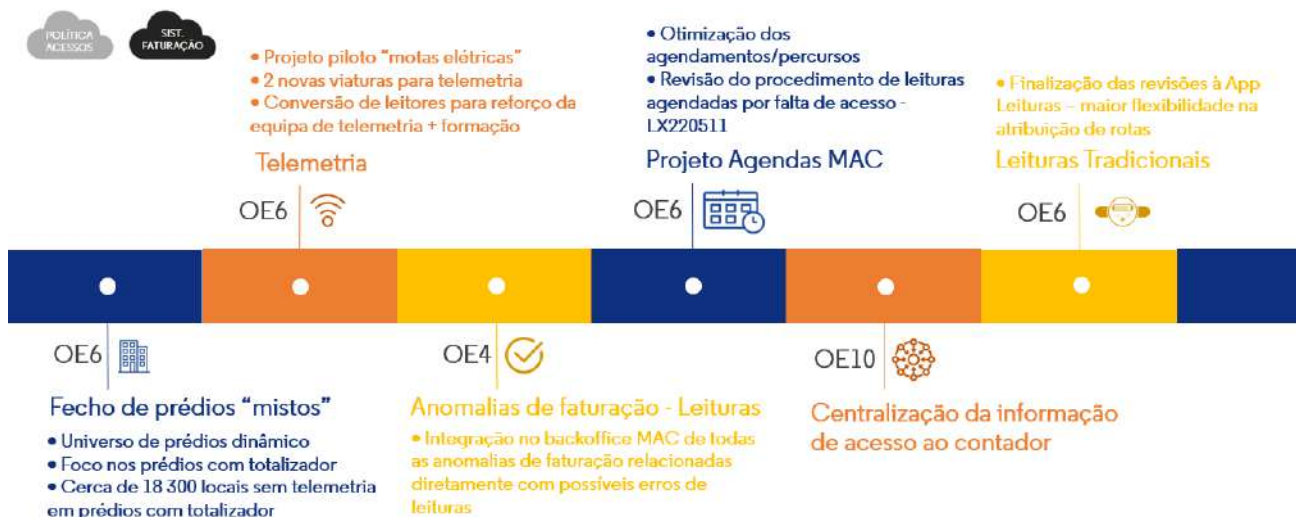 POLÍTICA
ACESSOS
SIST.
FATURAÇÃO
• Projeto piloto "motas elétricas"
• 2 novas viaturas para telemetria
• Conversão de leitores para reforço da
equipa de telemetria + formação
Telemetria
OE6
• Otimização dos
agendamentos/percursos
• Revisão do procedimento de leituras
agendadas por falta de acesso -
LX220511
Projeto Agendas MAC
OE6
• Finalização das revisões à App
Leituras – maior flexibilidade na
atribuição de rotas
Leituras Tradicionais
OE6
OE6
Fecho de prédios "mistos"
• Universo de prédios dinâmico
• Foco nos prédios com totalizador
• Cerca de 18 300 locais sem telemetria
em prédios com totalizador
OE4
Anomalias de faturação - Leituras
• Integração no backoffice MAC de todas
as anomalias de faturação relacionadas
diretamente com possíveis erros de
leituras
OE10
Centralização da informação
de acesso ao contador